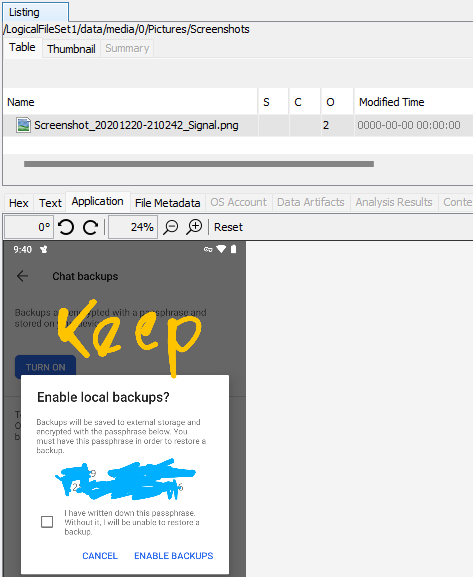 Listing
/LogicalFileSet1/data/media/0/Pictures/Screenshots
Table Thumbnail Summary
Name S C O Modified Time
Screenshot_20201220-210242_Signal.png 2 0000-00-00 00:00:00
Hex Text Application File Metadata OS Account Data Artifacts Analysis Results Conte
0° 24% Reset
9:40
Chat backups
Backups are encrypted with a passphrase and
stored on your device.
Keep
TURN ON
Enable local backups?
Backups will be saved to external storage and
encrypted with the passphrase below. You
must have this passphrase in order to restore a
backup.
I have written down this passphrase.
Without it, I will be unable to restore a
backup.
CANCEL ENABLE BACKUPS